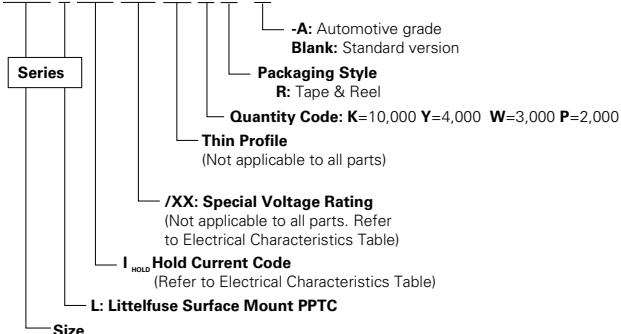 -A: Automotive grade
Blank: Standard version
Series
Packaging Style
R: Tape & Reel
Quantity Code: K=10,000 Y=4,000 W=3,000 P=2,000
Thin Profile
(Not applicable to all parts)
/XX: Special Voltage Rating
(Not applicable to all parts. Refer
to Electrical Characteristics Table)
I HOLD Hold Current Code
(Refer to Electrical Characteristics Table)
L: Littelfuse Surface Mount PPTC
Size